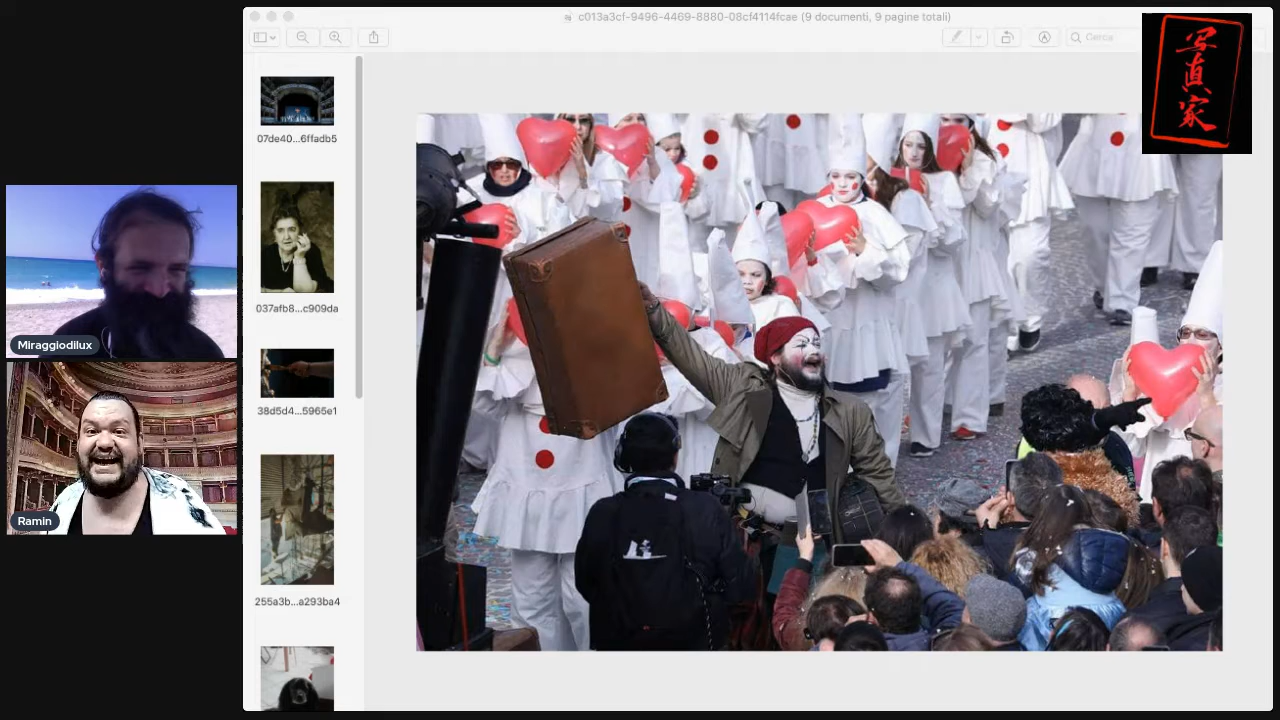 c013a3cf-9496-4469-8880-08cf4114fcae (9 documenti, 9 pagine totali)
Cerca
写真家
07de40...6ffadb5
037afb8...c909da
38d5d4...5965e1
255a3b...a293ba4
Miraggiodilux
Ramin